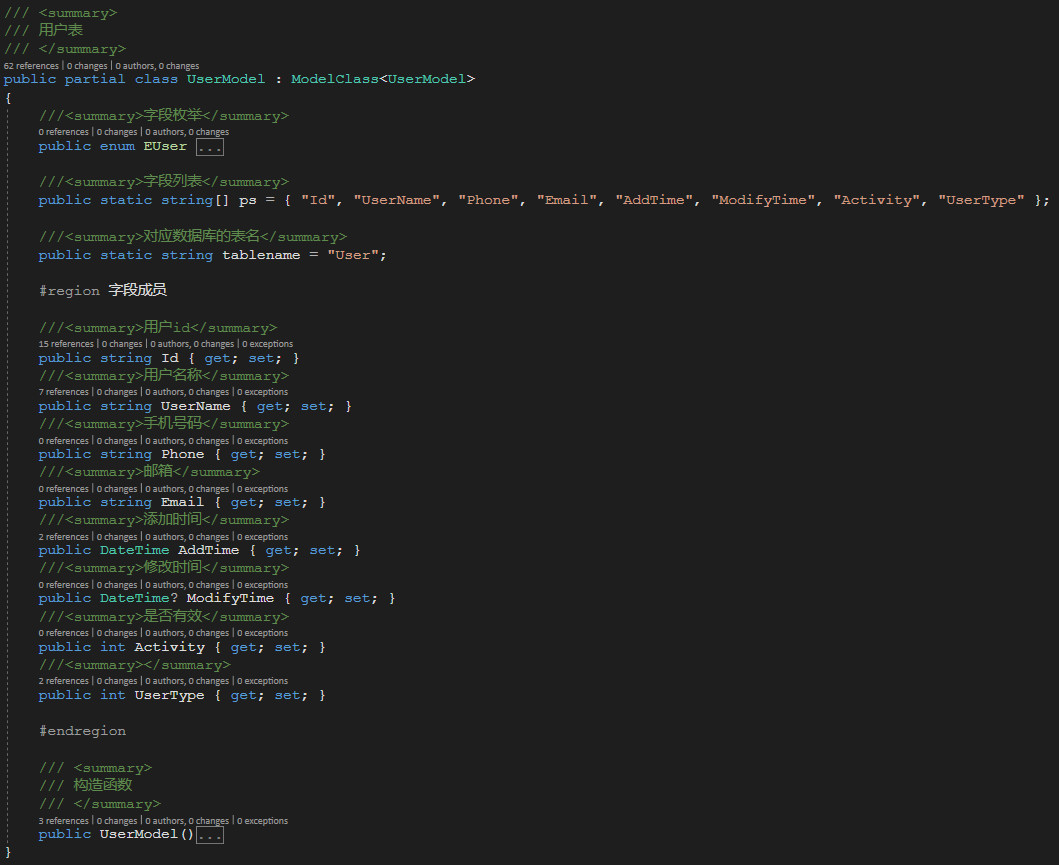 /// <summary>
/// 用户表
/// </summary>
62 references | 0 changes | 0 authors, 0 changes
public partial class UserModel : ModelClass<UserModel>
{
///<summary>字段枚举</summary>
0 references | 0 changes | 0 authors, 0 changes
public enum EUser ...
///<summary>字段列表</summary>
public static string[] ps = { "Id", "UserName", "Phone", "Email", "AddTime", "ModifyTime", "Activity", "UserType" };
///<summary>对应数据库的表名</summary>
public static string tablename = "User";
#region 字段成员
///<summary>用户id</summary>
15 references | 0 changes | 0 authors, 0 changes | 0 exceptions
public string Id { get; set; }
///<summary>用户名称</summary>
7 references | 0 changes | 0 authors, 0 changes | 0 exceptions
public string UserName { get; set; }
///<summary>手机号码</summary>
0 references | 0 changes | 0 authors, 0 changes | 0 exceptions
public string Phone { get; set; }
///<summary>邮箱</summary>
0 references | 0 changes | 0 authors, 0 changes | 0 exceptions
public string Email { get; set; }
///<summary>添加时间</summary>
2 references | 0 changes | 0 authors, 0 changes | 0 exceptions
public DateTime AddTime { get; set; }
///<summary>修改时间</summary>
0 references | 0 changes | 0 authors, 0 changes | 0 exceptions
public DateTime? ModifyTime { get; set; }
///<summary>是否有效</summary>
0 references | 0 changes | 0 authors, 0 changes | 0 exceptions
public int Activity { get; set; }
///<summary></summary>
2 references | 0 changes | 0 authors, 0 changes | 0 exceptions
public int UserType { get; set; }
#endregion
/// <summary>
/// 构造函数
/// </summary>
3 references | 0 changes | 0 authors, 0 changes | 0 exceptions
public UserModel()...
}